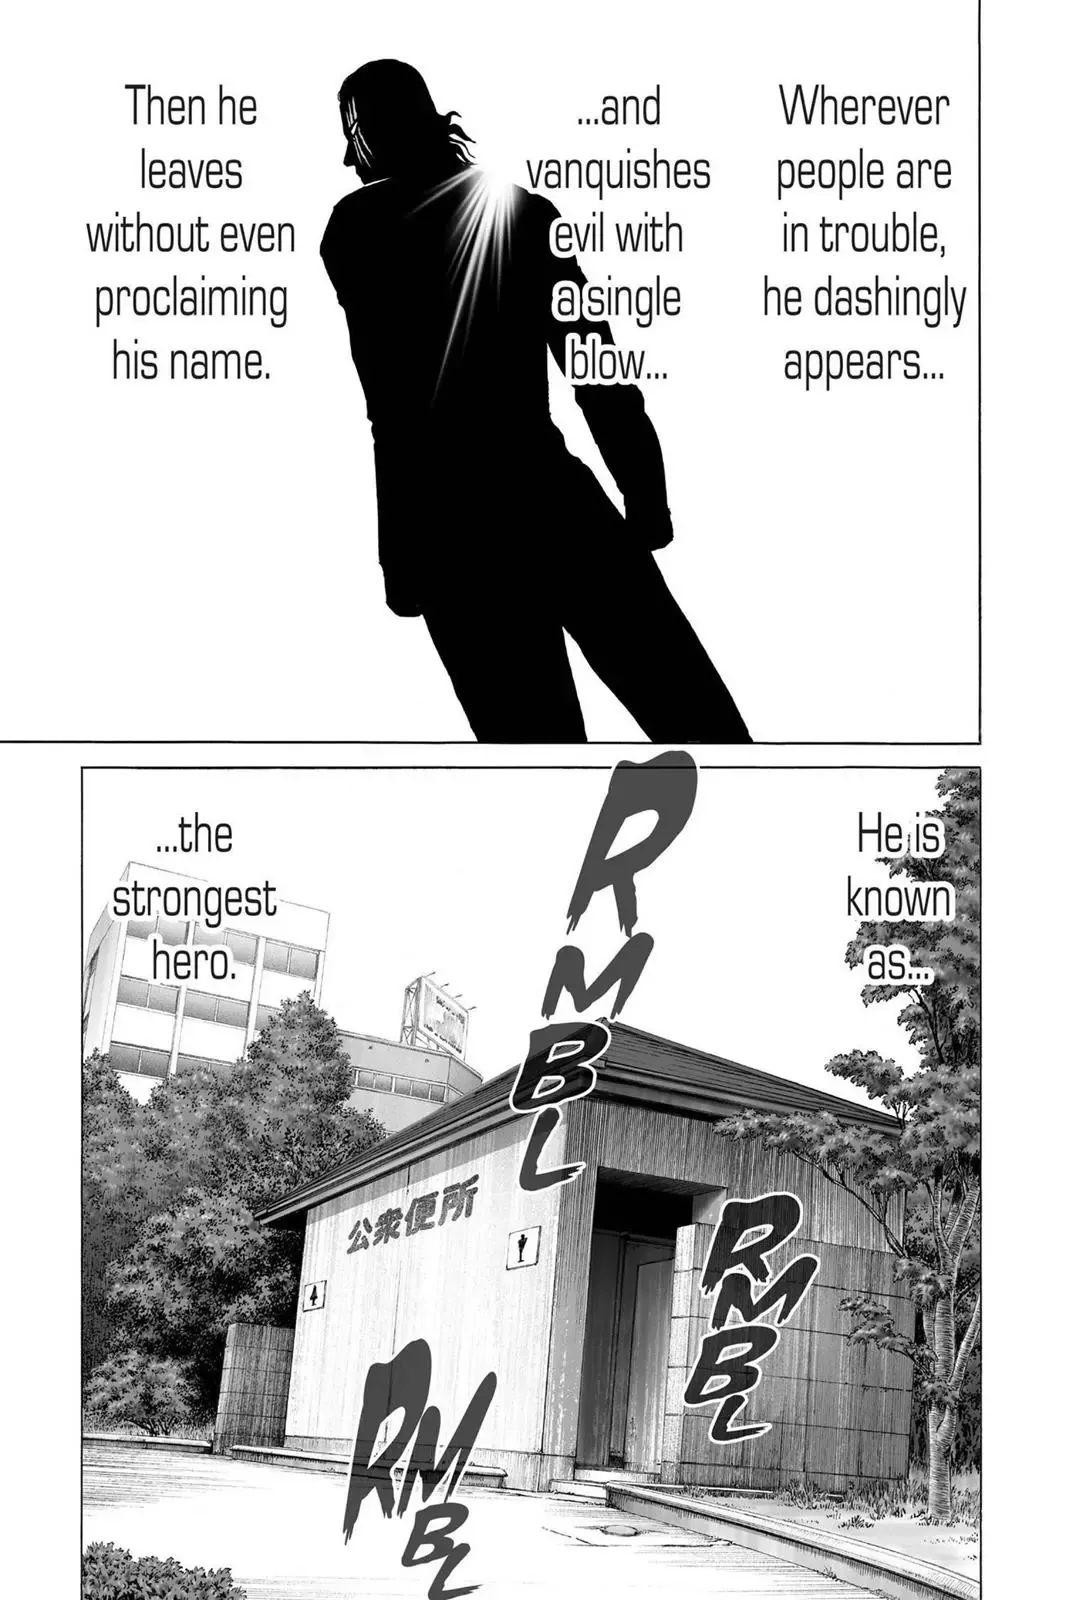 Wherever
people are
in trouble,
he dashingly
appears...
...and
vanquishes
evil with
a single
blow...
Then he
leaves
without even
proclaiming
his name.
He is
known
as...
...the
strongest
hero.
RMBL
RMBL
RMBL
公衆便所